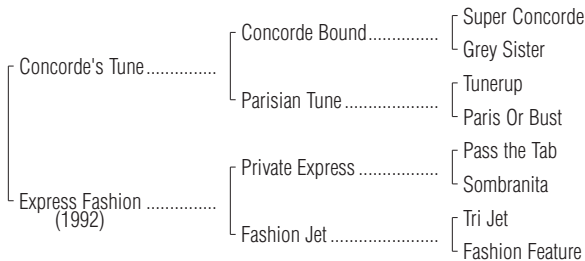 Super Concorde
Concorde Bound...............
Grey Sister
Concorde's Tune...............
Tunerup
Parisian Tune....................
Paris Or Bust
Pass the Tab
Private Express .................
Sombranita
Express Fashion ...............
(1992)
Tri Jet
Fashion Jet .......................
Fashion Feature